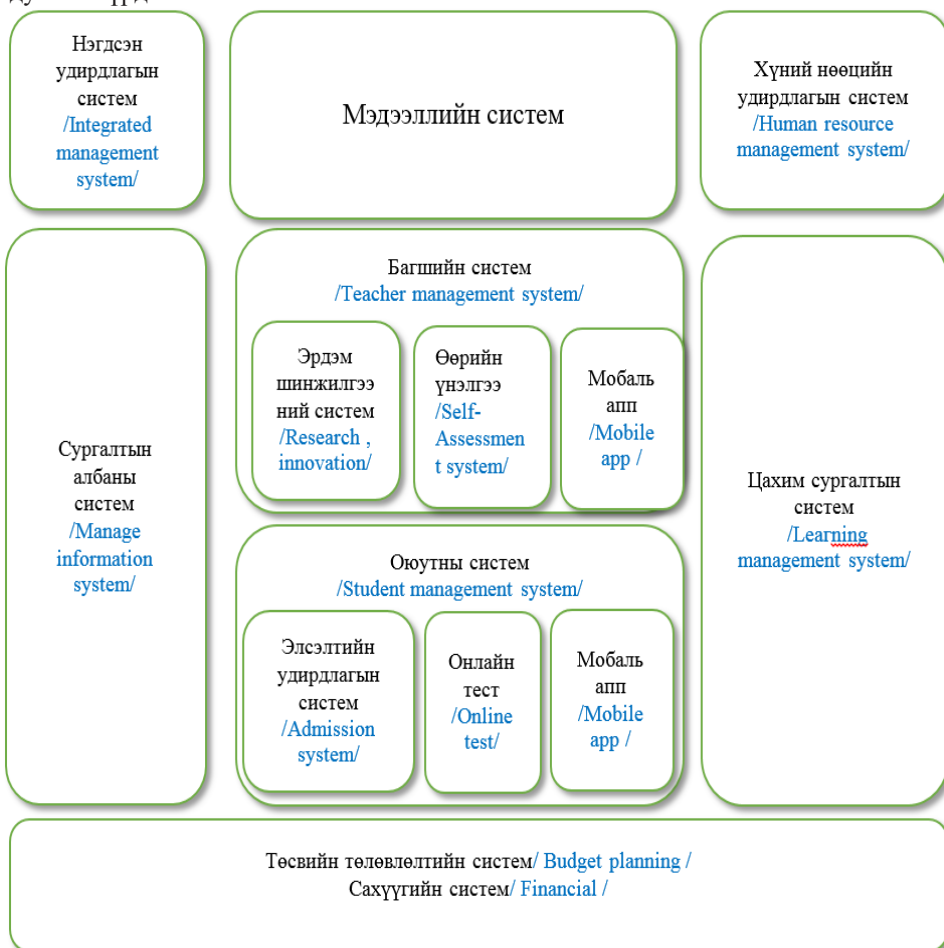 Нэгдсэн
удирдлагын
систем
/Integrated
management
system/
Мэдээллийн систем
Хүний нөөцийн
удирдлагын систем
/Human resource
management system/
Сургалтын
албаны
систем
/Manage
information
system/
Багшийн систем
/Teacher management system/
Эрдэм
шинжилгээ
ний систем
/Research ,
innovation/
Өөрийн
үнэлгээ
/Self-
Assessmen
t system/
Мобаль
апп
/Mobile
app /
Оюутны систем
/Student management system/
Элсэлтийн
удирдлагын
систем
/Admission
system/
Онлайн
тест
/Online
test/
Мобаль
апп
/Mobile
app /
Цахим сургалтын
систем
/Learning
management system/
Төсвийн төлөвлөлтийн систем/ Budget planning /
Сахүүгийн систем/ Financial /